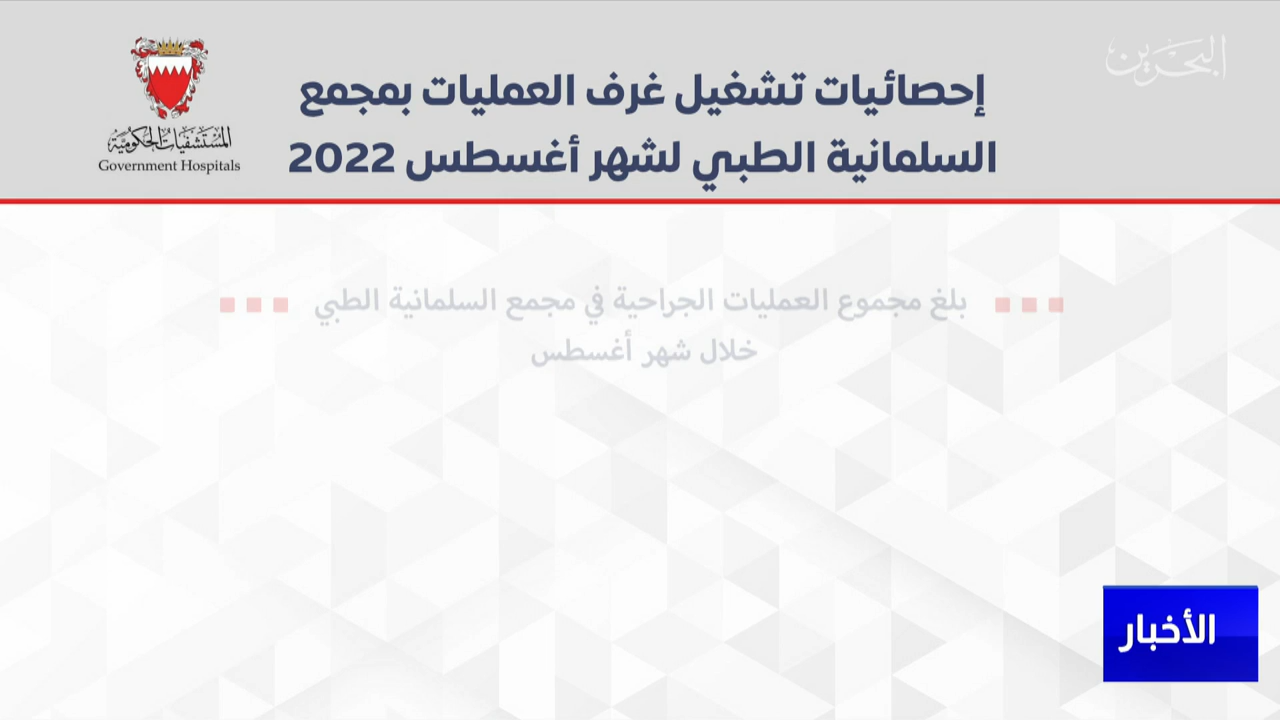 البحرين
إحصائيات تشغيل غرف العمليات بمجمع
السلمانية الطبي لشهر أغسطس 2022
المستشفيات الحكومية
Government Hospitals
بلغ مجموع العمليات الجراحية في مجمع السلمانية الطبي
خلال شهر أغسطس
الأخبار